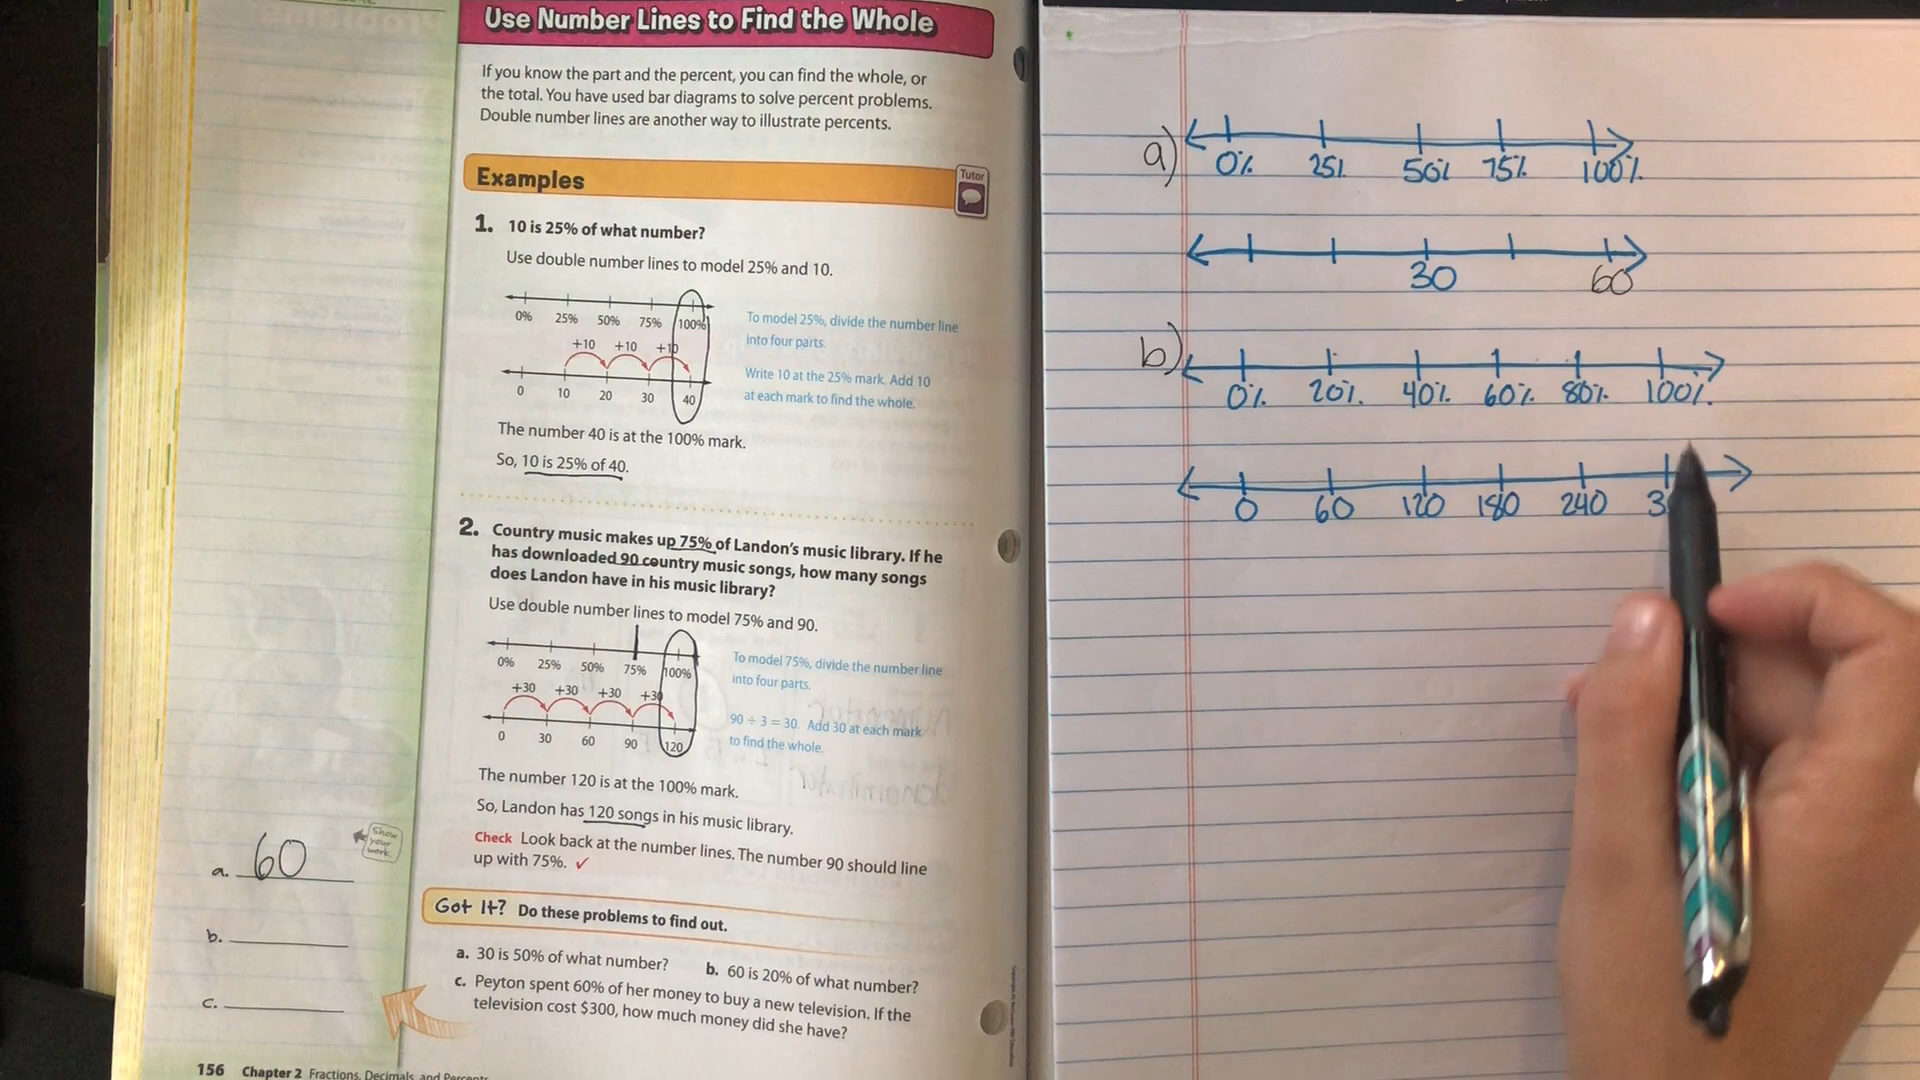 Use Number Lines to Find the Whole
If you know the part and the percent, you can find the whole, or
the total. You have used bar diagrams to solve percent problems.
Double number lines are another way to illustrate percents.
Examples
Tutor
1. 10 is 25% of what number?
Use double number lines to model 25% and 10.
0% 25% 50% 75% 100%
+10 +10 +10
0 10 20 30 40
To model 25%, divide the number line
into four parts.
Write 10 at the 25% mark. Add 10
at each mark to find the whole.
The number 40 is at the 100% mark.
So, 10 is 25% of 40.
2. Country music makes up 75% of Landon's music library. If he
has downloaded 90 country music songs, how many songs
does Landon have in his music library?
Use double number lines to model 75% and 90.
0% 25% 50% 75% 100%
+30 +30 +30 +30
0 30 60 90 120
To model 75%, divide the number line
into four parts.
90 ÷ 3 = 30. Add 30 at each mark
to find the whole.
The number 120 is at the 100% mark.
So, Landon has 120 songs in his music library.
Check Look back at the number lines. The number 90 should line
up with 75%. ✓
Show
your
work.
a. 60
b.
c.
Got It? Do these problems to find out.
a. 30 is 50% of what number?
b. 60 is 20% of what number?
c. Peyton spent 60% of her money to buy a new television. If the
television cost $300, how much money did she have?
156 Chapter 2 Fractions, Decimals, and Percents
a) 0% 25% 50% 75% 100%
30 60
b) 0% 20% 40% 60% 80% 100%
0 60 120 180 240 3